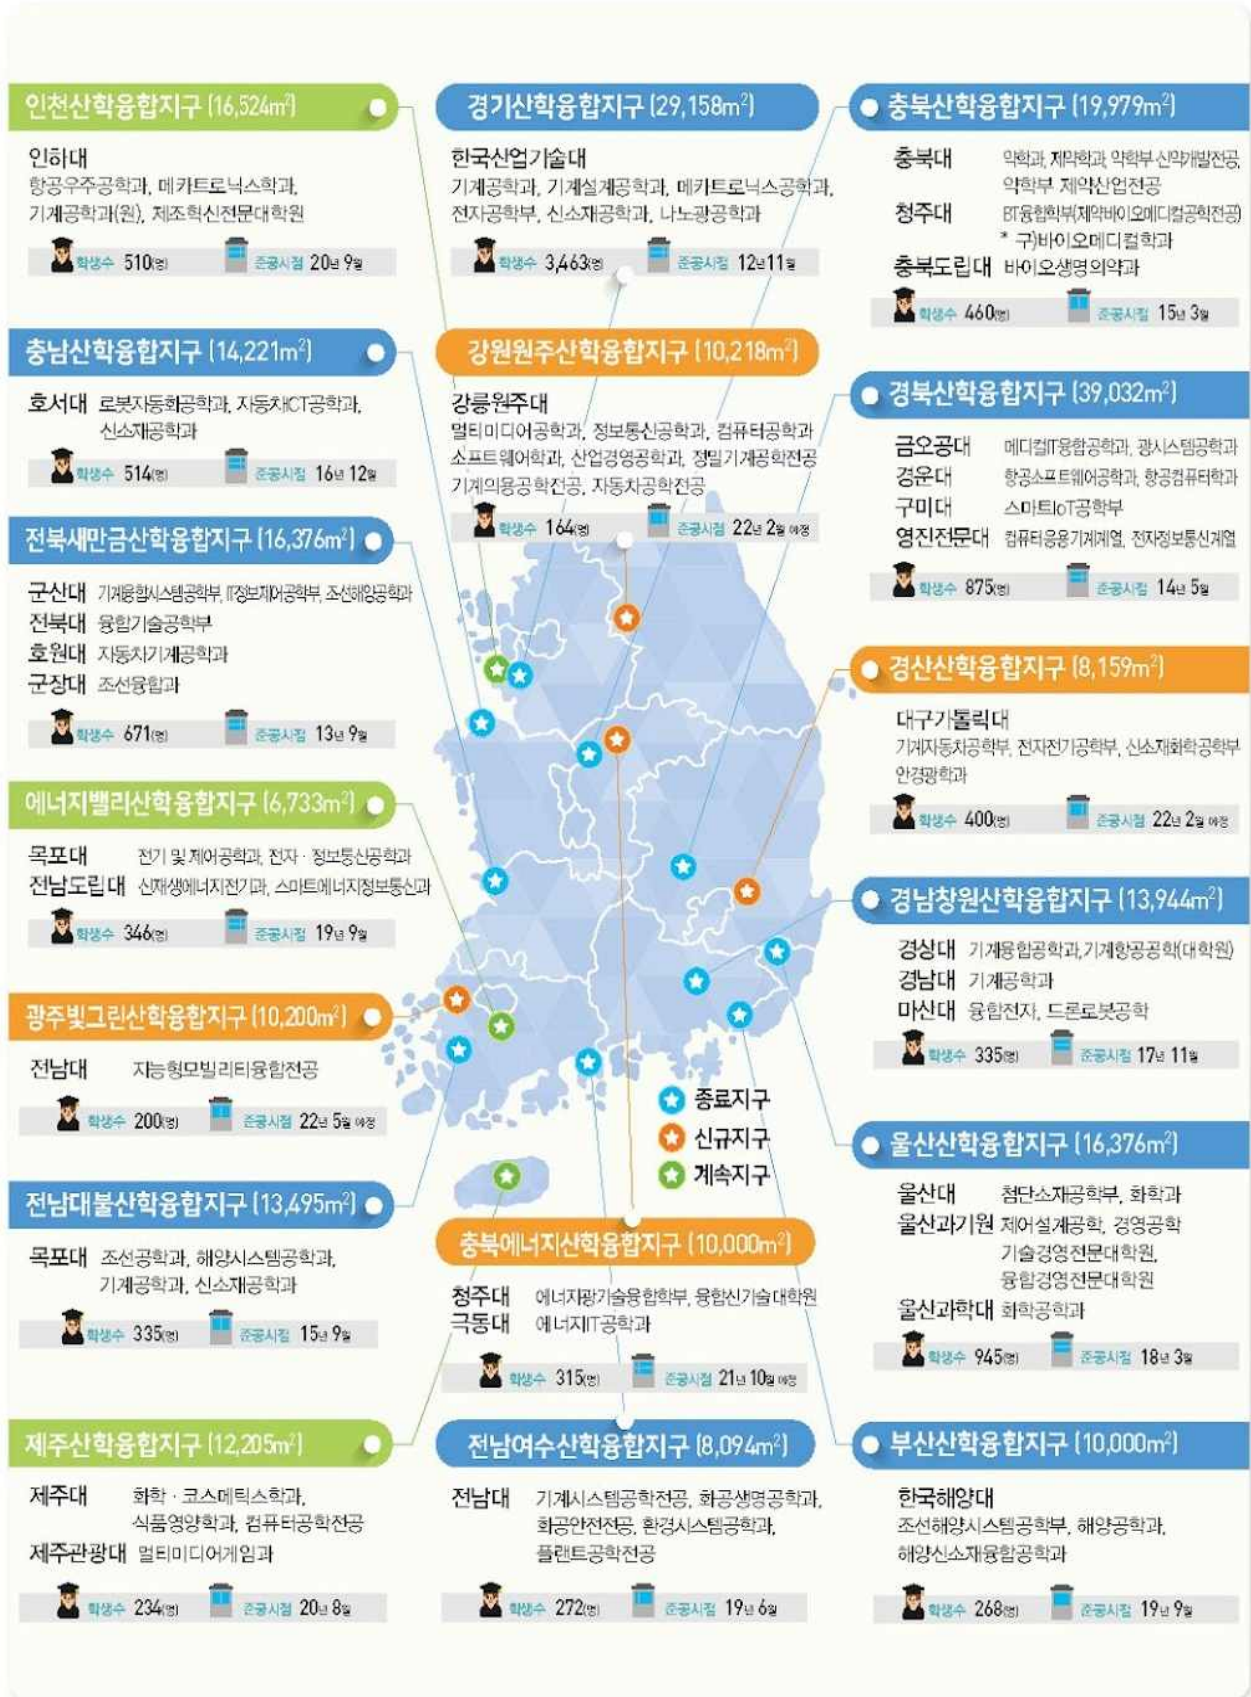 인천산학융합지구 (16,524m²)
인하대
항공우주공학과, 메카트로닉스학과,
기계공학과(원), 제조혁신전문대학원
학생수 510(명) 준공시점 20년 9월
충남산학융합지구 (14,221m²)
호서대 로봇자동화공학과, 자동차ICT공학과,
신소재공학과
학생수 514(명) 준공시점 16년 12월
전북새만금산학융합지구 (16,376m²)
군산대 기계융합시스템공학부, IT정보제어공학부, 조선해양공학과
전북대 융합기술공학부
호원대 자동차기계공학과
군장대 조선융합과
학생수 671(명) 준공시점 13년 9월
에너지밸리산학융합지구 (6,733m²)
목포대 전기 및 제어공학과, 전자 · 정보통신공학과
전남도립대 신재생에너지전기과, 스마트에너지정보통신과
학생수 346(명) 준공시점 19년 9월
광주빛그린산학융합지구 (10,200m²)
전남대 지능형모빌리티융합전공
학생수 200(명) 준공시점 22년 5월 예정
전남대불산학융합지구 (13,495m²)
목포대 조선공학과, 해양시스템공학과,
기계공학과, 신소재공학과
학생수 335(명) 준공시점 15년 9월
제주산학융합지구 (12,205m²)
제주대 화학 · 코스메틱스학과,
식품영양학과, 컴퓨터공학전공
제주관광대 멀티미디어게임과
학생수 234(명) 준공시점 20년 8월
경기산학융합지구 (29,158m²)
한국산업기술대
기계공학과, 기계설계공학과, 메카트로닉스공학과,
전자공학부, 신소재공학과, 나노광공학과
학생수 3,463(명) 준공시점 12년 11월
강원원주산학융합지구 (10,218m²)
강릉원주대
멀티미디어공학과, 정보통신공학과, 컴퓨터공학과
소프트웨어학과, 산업경영공학과, 정밀기계공학전공
기계의용공학전공, 자동차공학전공
학생수 164(명) 준공시점 22년 2월 예정
종료지구
신규지구
계속지구
충북에너지산학융합지구 (10,000m²)
청주대 에너지광기술융합학부, 융합신기술대학원
극동대 에너지IT공학과
학생수 315(명) 준공시점 21년 10월 예정
전남여수산학융합지구 (8,094m²)
전남대 기계시스템공학전공, 화공생명공학과,
화공안전전공, 환경시스템공학과,
플랜트공학전공
학생수 272(명) 준공시점 19년 6월
충북산학융합지구 (19,979m²)
충북대 약학과, 제약학과, 약학부 신약개발전공,
약학부 제약산업전공
청주대 BT융합학부(제약바이오메디컬공학전공)
* 구)바이오메디컬학과
충북도립대 바이오생명의약과
학생수 460(명) 준공시점 15년 3월
경북산학융합지구 (39,032m²)
금오공대 메디컬IT융합공학과, 광시스템공학과
경운대 항공소프트웨어공학과, 항공컴퓨터학과
구미대 스마트IoT공학부
영진전문대 컴퓨터응용기계계열, 전자정보통신계열
학생수 875(명) 준공시점 14년 5월
경산산학융합지구 (8,159m²)
대구가톨릭대
기계자동차공학부, 전자전기공학부, 신소재화학공학부
안경광학과
학생수 400(명) 준공시점 22년 2월 예정
경남창원산학융합지구 (13,944m²)
경상대 기계융합공학과,기계항공공학(대학원)
경남대 기계공학과
마산대 융합전자, 드론로봇공학
학생수 335(명) 준공시점 17년 11월
울산산학융합지구 (16,376m²)
울산대 첨단소재공학부, 화학과
울산과기원 제어설계공학, 경영공학
기술경영전문대학원,
융합경영전문대학원
울산과학대 화학공학과
학생수 945(명) 준공시점 18년 3월
부산산학융합지구 (10,000m²)
한국해양대
조선해양시스템공학부, 해양공학과,
해양신소재융합공학과
학생수 268(명) 준공시점 19년 9월